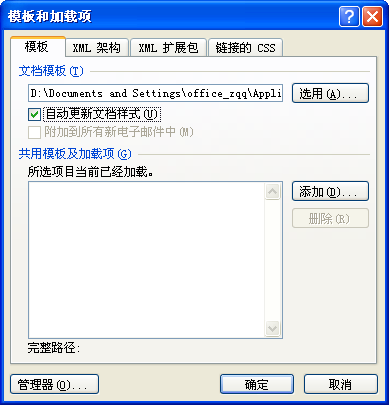 模板和加载项
模板 XML 架构 XML 扩展包 链接的 CSS
文档模板(T)
D:\Documents and Settings\office_zqq\Appli 选用(A)...
自动更新文档样式(U)
附加到所有新电子邮件中(M)
共用模板及加载项(G)
所选项目当前已经加载。
添加(D)...
删除(R)
完整路径:
管理器(O)... 确定 取消